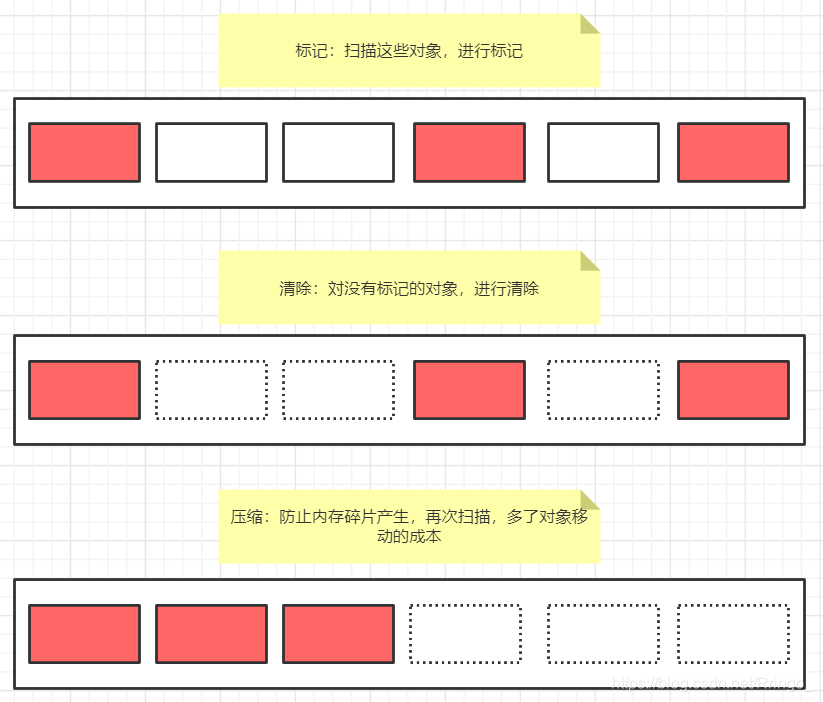 标记：扫描这些对象，进行标记
清除：对没有标记的对象，进行清除
压缩：防止内存碎片产生，再次扫描，多了对象移
动的成本
https://blog.csdn.net/Rringo_